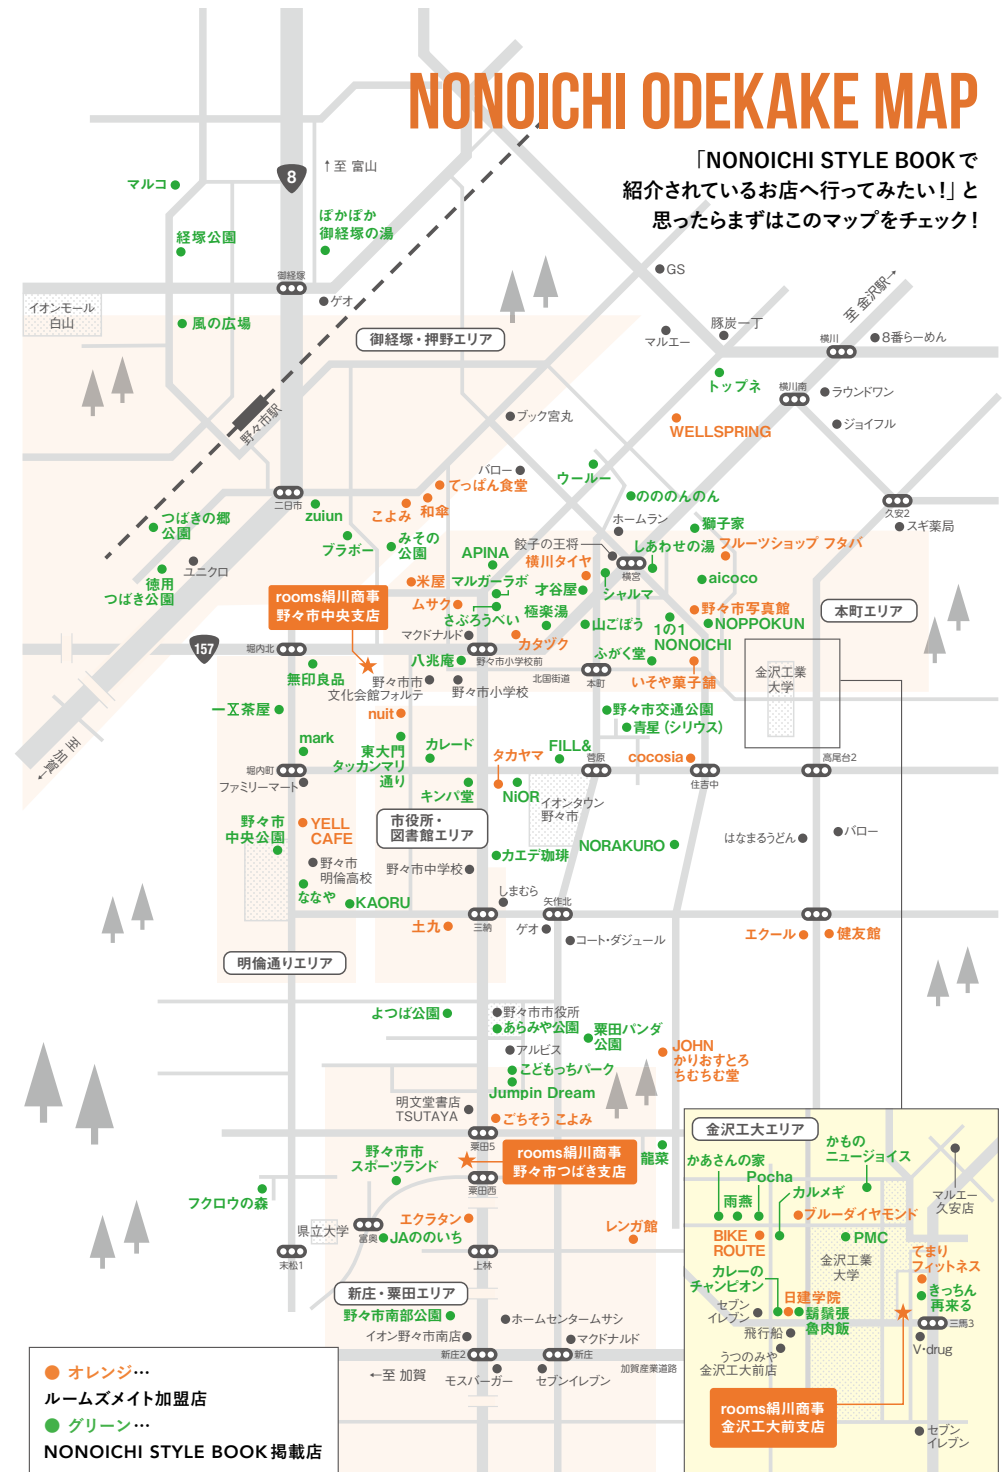 NONOICHI ODEKAKE MAP
「NONOICHI STYLE BOOKで
紹介されているお店へ行ってみたい！」と
思ったらまずはこのマップをチェック！
8
↑至 富山
マルコ
経塚公園
ぽかぽか
御経塚の湯
御経塚
ゲオ
イオンモール
白山
風の広場
御経塚・押野エリア
GS
至 金沢駅→
豚炭一丁
マルエー
横川
8番らーめん
トップネ
横川南
ラウンドワン
ジョイフル
WELLSPRING
野々市駅
ブック宮丸
バロー
ウールー
てっぱん食堂
和傘
こよみ
二日市
zuiun
ブラボー
みその
公園
つばきの郷
公園
ユニクロ
徳用
つばき公園
のののんのん
ホームラン
獅子家
久安2
スギ薬局
餃子の王将
しあわせの湯
フルーツショップ フタバ
横宮
APINA
横川タイヤ
シャルマ
aicoco
米屋
マルガーラボ
才谷屋
rooms絹川商事
野々市中央支店
ムサク
さぶろうべい
極楽湯
山ごぼう
野々市写真館
NOPPOKUN
1の1
NONOICHI
本町エリア
157
堀内北
マクドナルド
カタヅク
八兆庵
野々市小学校前
北国街道
本町
ふがく堂
いそや菓子舗
金沢工業
大学
無印良品
野々市市
文化会館フォルテ
野々市小学校
一〓茶屋
nuit
野々市交通公園
青星（シリウス）
mark
東大門
タッカンマリ
通り
カレード
タカヤマ
FILL&
菅原
cocosia
住吉中
高尾台2
堀内町
ファミリーマート
キンパ堂
NiOR
イオンタウン
野々市
至 加賀→
野々市
中央公園
YELL
CAFE
市役所・
図書館エリア
はなまるうどん
バロー
NORAKURO
カエデ珈琲
野々市
明倫高校
野々市中学校
ななや
KAORU
しまむら
矢作北
三納
土九
ゲオ
コート・ダジュール
エクール
健友館
明倫通りエリア
よつば公園
野々市市役所
あらみや公園
粟田パンダ
公園
アルビス
JOHN
かりおすとろ
ちむちむ堂
こどもっちパーク
Jumpin Dream
明文堂書店
TSUTAYA
ごちそう こよみ
粟田5
rooms絹川商事
野々市つばき支店
龍菜
野々市市
スポーツランド
粟田西
フクロウの森
県立大学
富奥
JAののいち
エクラタン
レンガ館
末松1
上林
新庄・粟田エリア
野々市南部公園
ホームセンタームサシ
イオン野々市南店
マクドナルド
新庄2
新庄
加賀産業道路
←至 加賀
モスバーガー
セブンイレブン
金沢工大エリア
かもの
ニュージョイス
かあさんの家
Pocha
雨燕
カルメギ
マルエー
久安店
ブルーダイヤモンド
BIKE
ROUTE
PMC
金沢工業
大学
てまり
フィットネス
カレーの
チャンピオン
日建学院
きっちん
再来る
セブン
イレブン
鬍鬚張
魯肉飯
飛行船
三馬3
V・drug
うつのみや
金沢工大前店
rooms絹川商事
金沢工大前支店
セブン
イレブン
オレンジ…
ルームズメイト加盟店
グリーン…
NONOICHI STYLE BOOK 掲載店